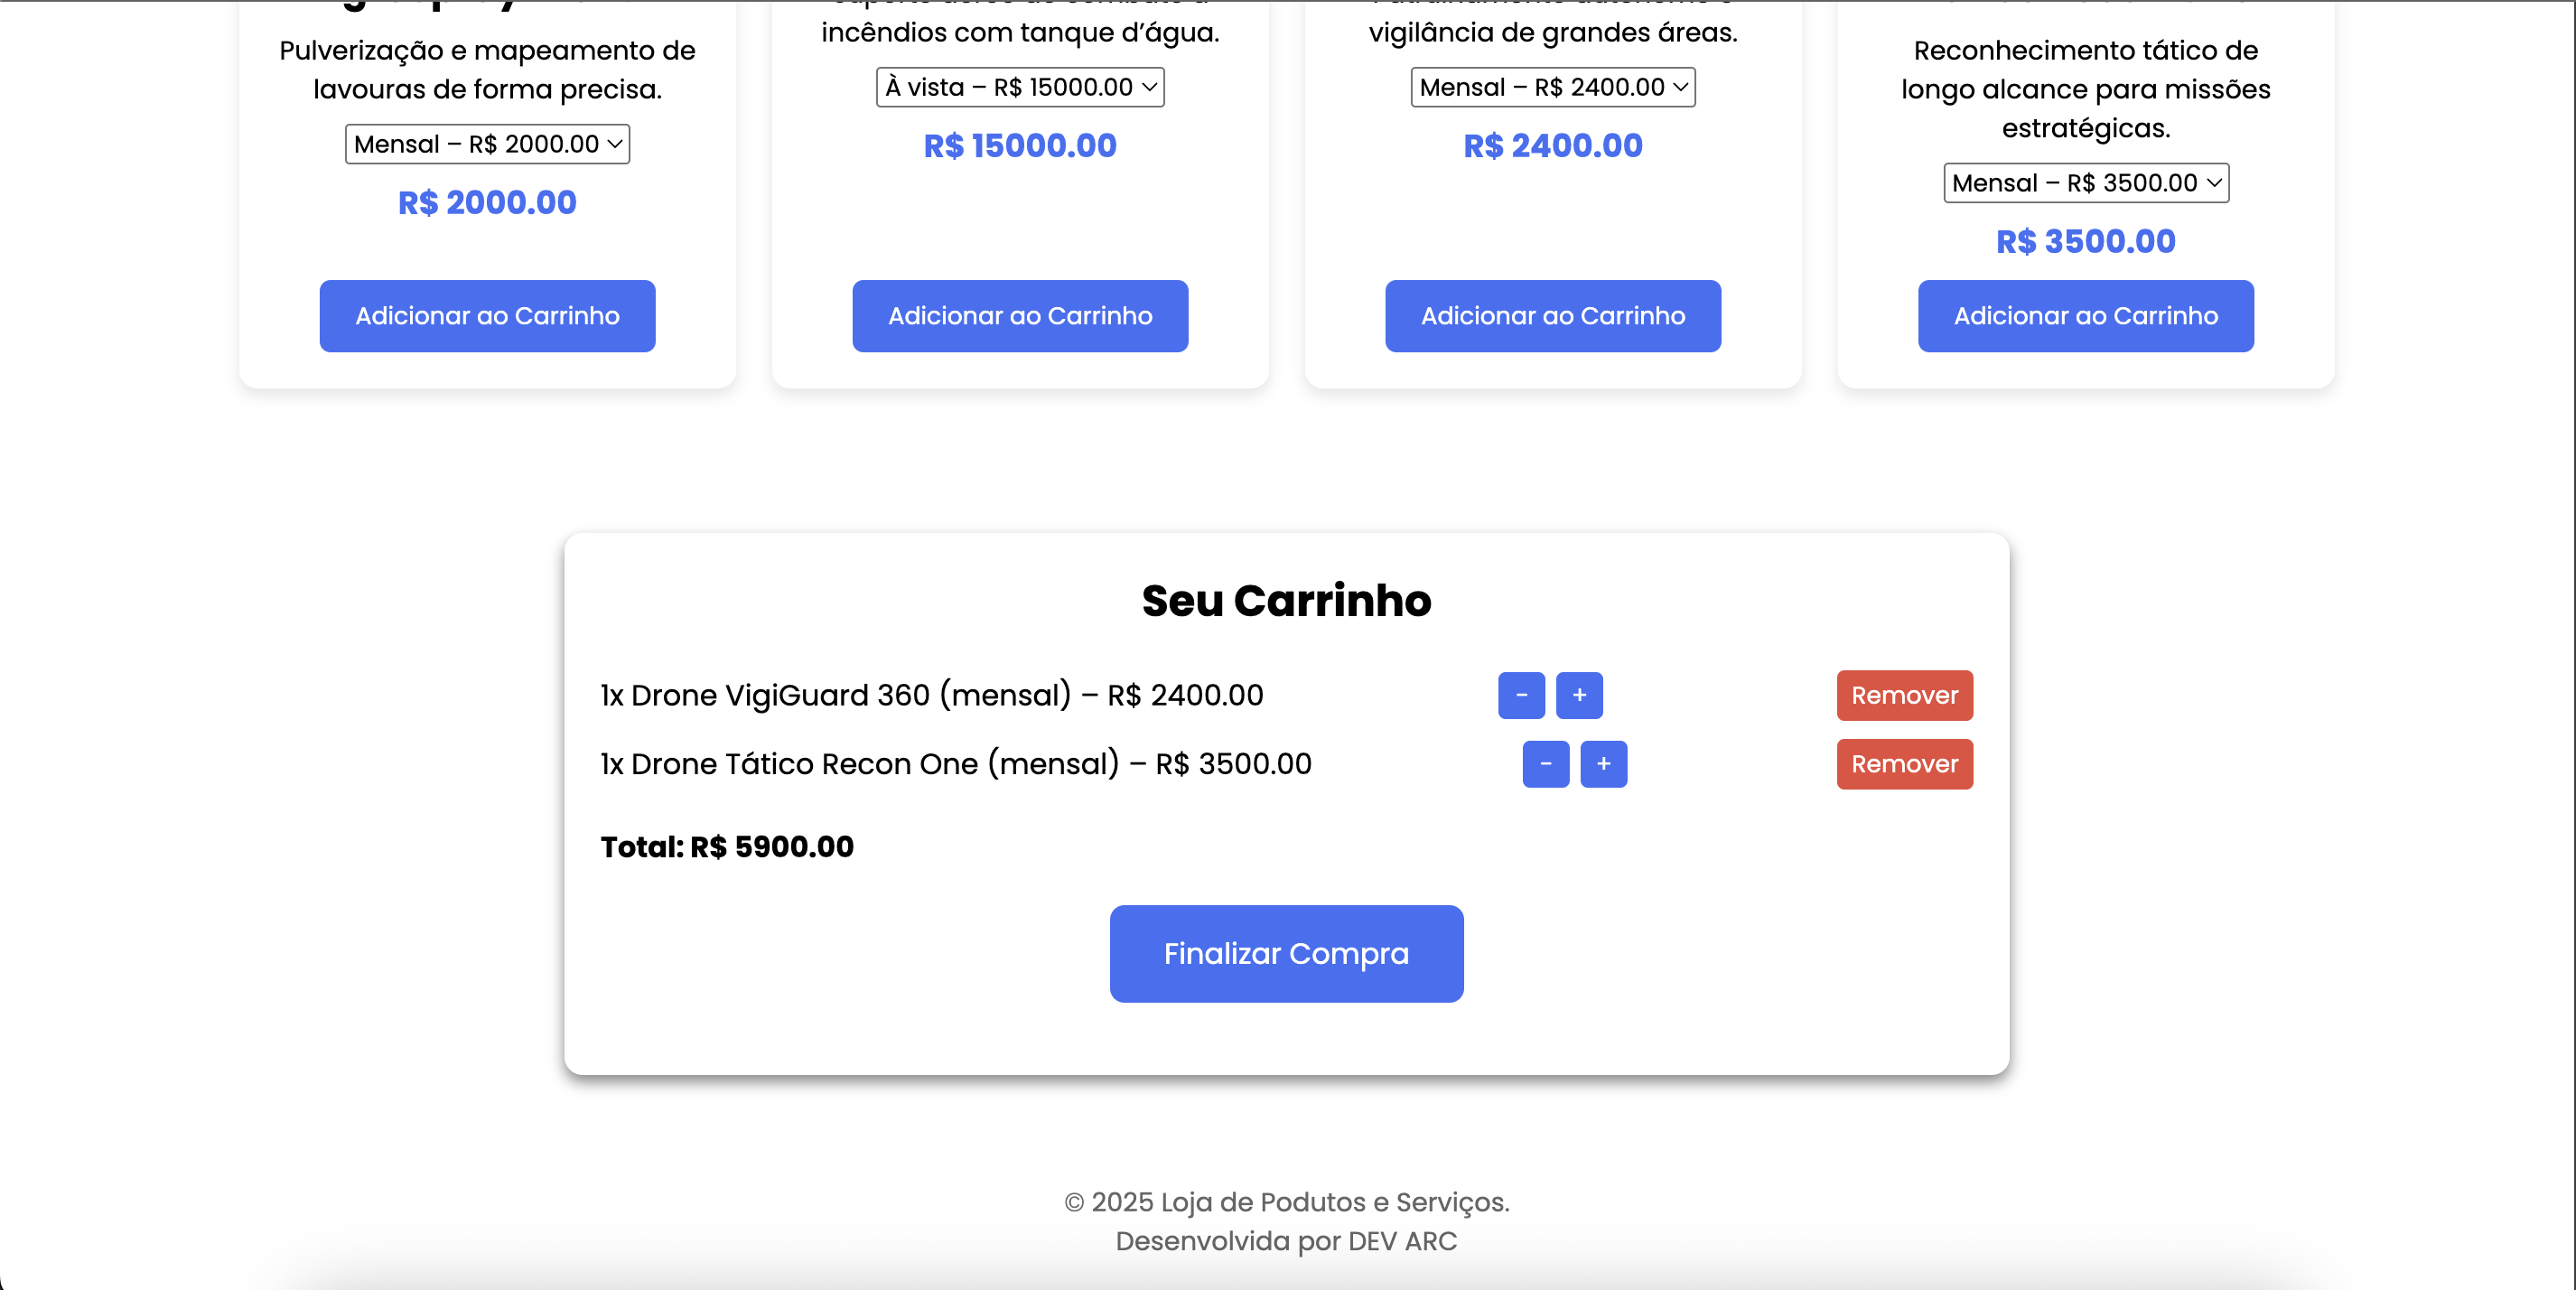 Pulverização e mapeamento de
lavouras de forma precisa.
Mensal – R$ 2000.00
R$ 2000.00
Adicionar ao Carrinho
incêndios com tanque d’água.
À vista – R$ 15000.00
R$ 15000.00
Adicionar ao Carrinho
vigilância de grandes áreas.
Mensal – R$ 2400.00
R$ 2400.00
Adicionar ao Carrinho
Reconhecimento tático de
longo alcance para missões
estratégicas.
Mensal – R$ 3500.00
R$ 3500.00
Adicionar ao Carrinho
Seu Carrinho
1x Drone VigiGuard 360 (mensal) – R$ 2400.00 - + Remover
1x Drone Tático Recon One (mensal) – R$ 3500.00 - + Remover
Total: R$ 5900.00
Finalizar Compra
© 2025 Loja de Podutos e Serviços.
Desenvolvida por DEV ARC